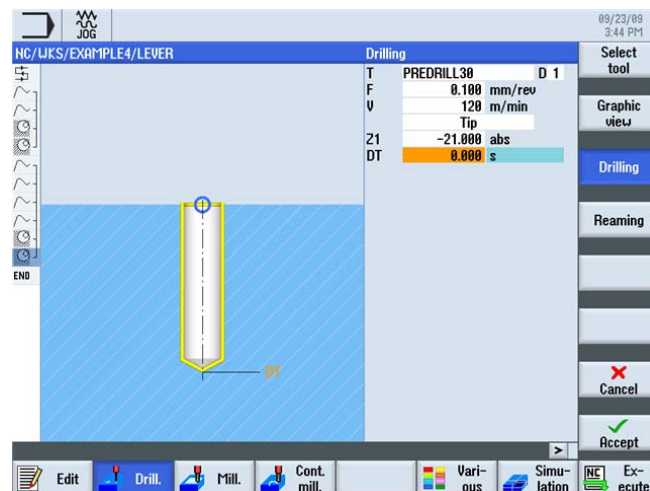 JOG
09/23/09
3:44 PM
NC/WKS/EXAMPLE4/LEVER
Drilling
Select tool
T PREDRILL30 D 1
F 0.100 mm/rev
V 120 m/min
Tip
Z1 -21.000 abs
DT 0.000 s
Graphic view
Drilling
Reaming
END
DT
Cancel
Accept
>
Edit
Drill.
Mill.
Cont. mill.
Vari-ous
Simu-lation
NC
Ex-ecute